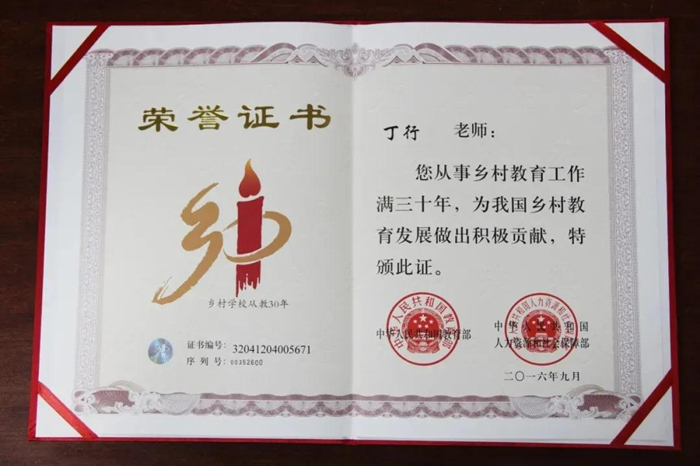 荣誉证书
乡村学校从教30年
证书编号：32041204005671
序列号：00352600
丁行 老师：
您从事乡村教育工作
满三十年，为我国乡村教
育发展做出积极贡献，特
颁此证。
中华人民共和国教育部
中华人民共和国
人力资源和社会保障部
二〇一六年九月